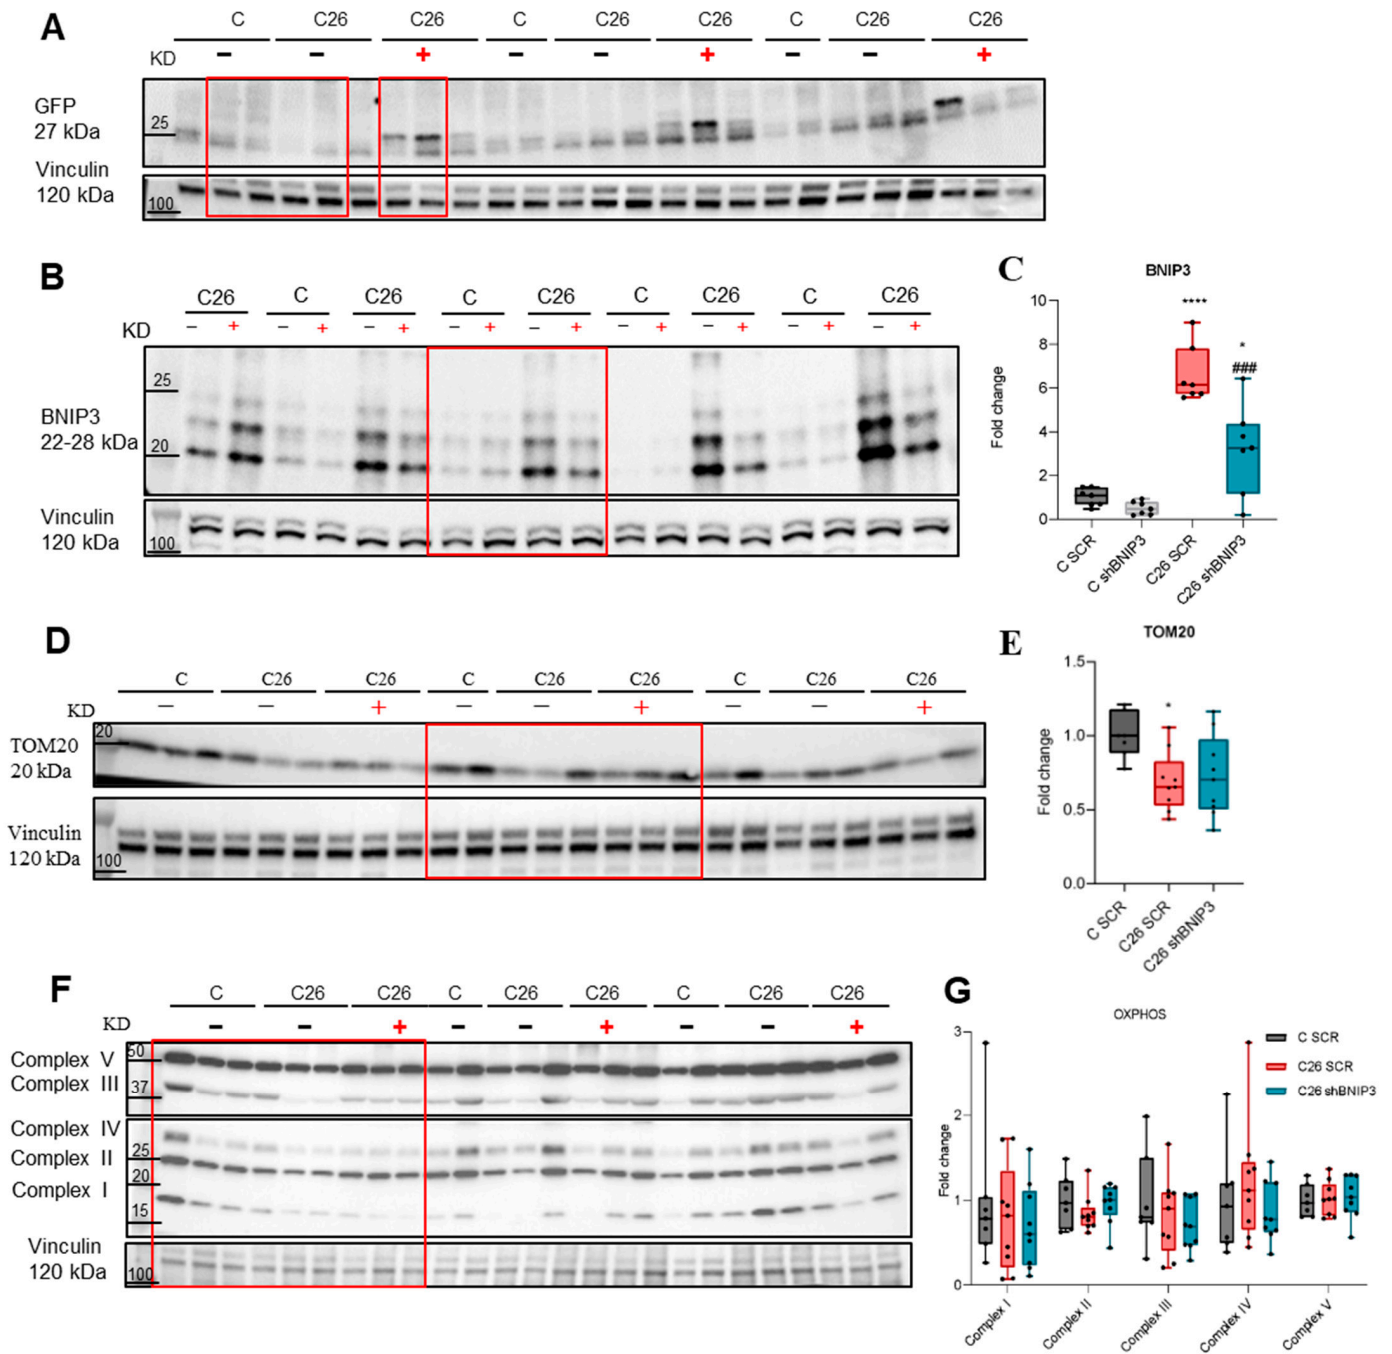 A
C C26 C26 C C26 C26 C C26 C26
KD − − + − − + − − +
GFP
27 kDa
25
Vinculin
120 kDa
100
B
C26 C C26 C C26 C C26 C C26
KD − + − + − + − + − + − + − + − + − +
25
BNIP3
22-28 kDa
20
Vinculin
120 kDa
100
C
BNIP3
Fold change
10
8
6
4
2
0
****
*
###
C SCR
C shBNIP3
C26 SCR
C26 shBNIP3
D
C C26 C26 C C26 C26 C C26 C26
KD − − + − − + − − +
20
TOM20
20 kDa
Vinculin
120 kDa
100
E
TOM20
Fold change
1.5
1.0
0.5
0.0
*
C SCR
C26 SCR
C26 shBNIP3
F
C C26 C26 C C26 C26 C C26 C26
KD − − + − − + − − +
50
Complex V
Complex III
37
Complex IV
25
Complex II
20
Complex I
15
Vinculin
120 kDa
100
G
OXPHOS
Fold change
3
2
1
0
C SCR
C26 SCR
C26 shBNIP3
Complex I
Complex II
Complex III
Complex IV
Complex V